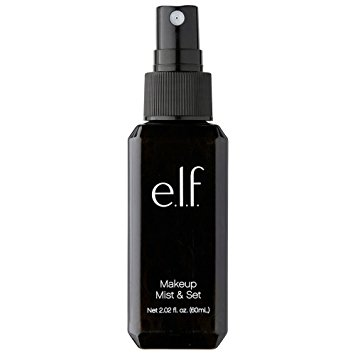 e.l.f.
Makeup
Mist & Set
Net 2.02 fl. oz. (60mL)